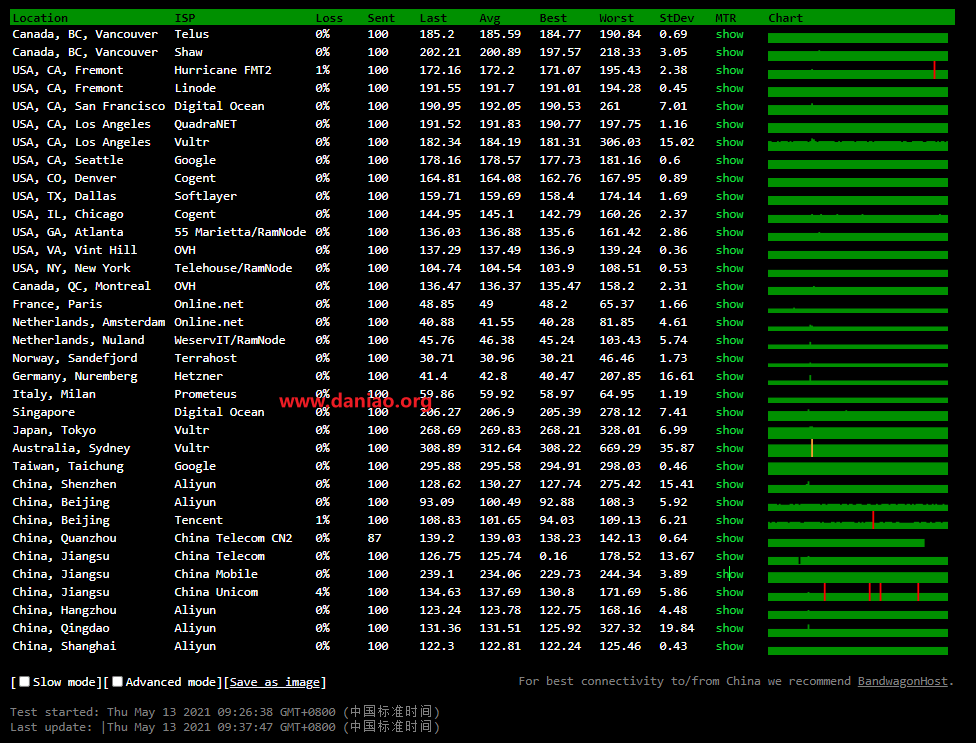 Location ISP Loss Sent Last Avg Best Worst StDev MTR Chart
Canada, BC, Vancouver Telus 0% 100 185.2 185.59 184.77 190.84 0.69 show
Canada, BC, Vancouver Shaw 0% 100 202.21 200.89 197.57 218.33 3.05 show
USA, CA, Fremont Hurricane FMT2 1% 100 172.16 172.2 171.07 195.43 2.38 show
USA, CA, Fremont Linode 0% 100 191.55 191.7 191.01 194.28 0.45 show
USA, CA, San Francisco Digital Ocean 0% 100 190.95 192.05 190.53 261 7.01 show
USA, CA, Los Angeles QuadraNET 0% 100 191.52 191.83 190.77 197.75 1.16 show
USA, CA, Los Angeles Vultr 0% 100 182.34 184.19 181.31 306.03 15.02 show
USA, CA, Seattle Google 0% 100 178.16 178.57 177.73 181.16 0.6 show
USA, CO, Denver Cogent 0% 100 164.81 164.08 162.76 167.95 0.89 show
USA, TX, Dallas Softlayer 0% 100 159.71 159.69 158.4 174.14 1.69 show
USA, IL, Chicago Cogent 0% 100 144.95 145.1 142.79 160.26 2.37 show
USA, GA, Atlanta 55 Marietta/RamNode 0% 100 136.03 136.88 135.6 161.42 2.86 show
USA, VA, Vint Hill OVH 0% 100 137.29 137.49 136.9 139.24 0.36 show
USA, NY, New York Telehouse/RamNode 0% 100 104.74 104.54 103.9 108.51 0.53 show
Canada, QC, Montreal OVH 0% 100 136.47 136.37 135.47 158.2 2.31 show
France, Paris Online.net 0% 100 48.85 49 48.2 65.37 1.66 show
Netherlands, Amsterdam Online.net 0% 100 40.88 41.55 40.28 81.85 4.61 show
Netherlands, Nuland WeservIT/RamNode 0% 100 45.76 46.38 45.24 103.43 5.74 show
Norway, Sandefjord Terrahost 0% 100 30.71 30.96 30.21 46.46 1.73 show
Germany, Nuremberg Hetzner 0% 100 41.4 42.8 40.47 207.85 16.61 show
Italy, Milan Prometeus 0% 100 59.86 59.92 58.97 64.95 1.19 show
www.daniao.org
Singapore Digital Ocean 0% 100 206.27 206.9 205.39 278.12 7.41 show
Japan, Tokyo Vultr 0% 100 268.69 269.83 268.21 328.01 6.99 show
Australia, Sydney Vultr 0% 100 308.89 312.64 308.22 669.29 35.87 show
Taiwan, Taichung Google 0% 100 295.88 295.58 294.91 298.03 0.46 show
China, Shenzhen Aliyun 0% 100 128.62 130.27 127.74 275.42 15.41 show
China, Beijing Aliyun 0% 100 93.09 100.49 92.88 108.3 5.92 show
China, Beijing Tencent 1% 100 108.83 101.65 94.03 109.13 6.21 show
China, Quanzhou China Telecom CN2 0% 87 139.2 139.03 138.23 142.13 0.64 show
China, Jiangsu China Telecom 0% 100 126.75 125.74 0.16 178.52 13.67 show
China, Jiangsu China Mobile 0% 100 239.1 234.06 229.73 244.34 3.89 show
China, Jiangsu China Unicom 4% 100 134.63 137.69 130.8 171.69 5.86 show
China, Hangzhou Aliyun 0% 100 123.24 123.78 122.75 168.16 4.48 show
China, Qingdao Aliyun 0% 100 131.36 131.51 125.92 327.32 19.84 show
China, Shanghai Aliyun 0% 100 122.3 122.81 122.24 125.46 0.43 show
[ Slow mode][ Advanced mode][Save as image] For best connectivity to/from China we recommend BandwagonHost.
Test started: Thu May 13 2021 09:26:38 GMT+0800 (中国标准时间)
Last update: |Thu May 13 2021 09:37:47 GMT+0800 (中国标准时间)